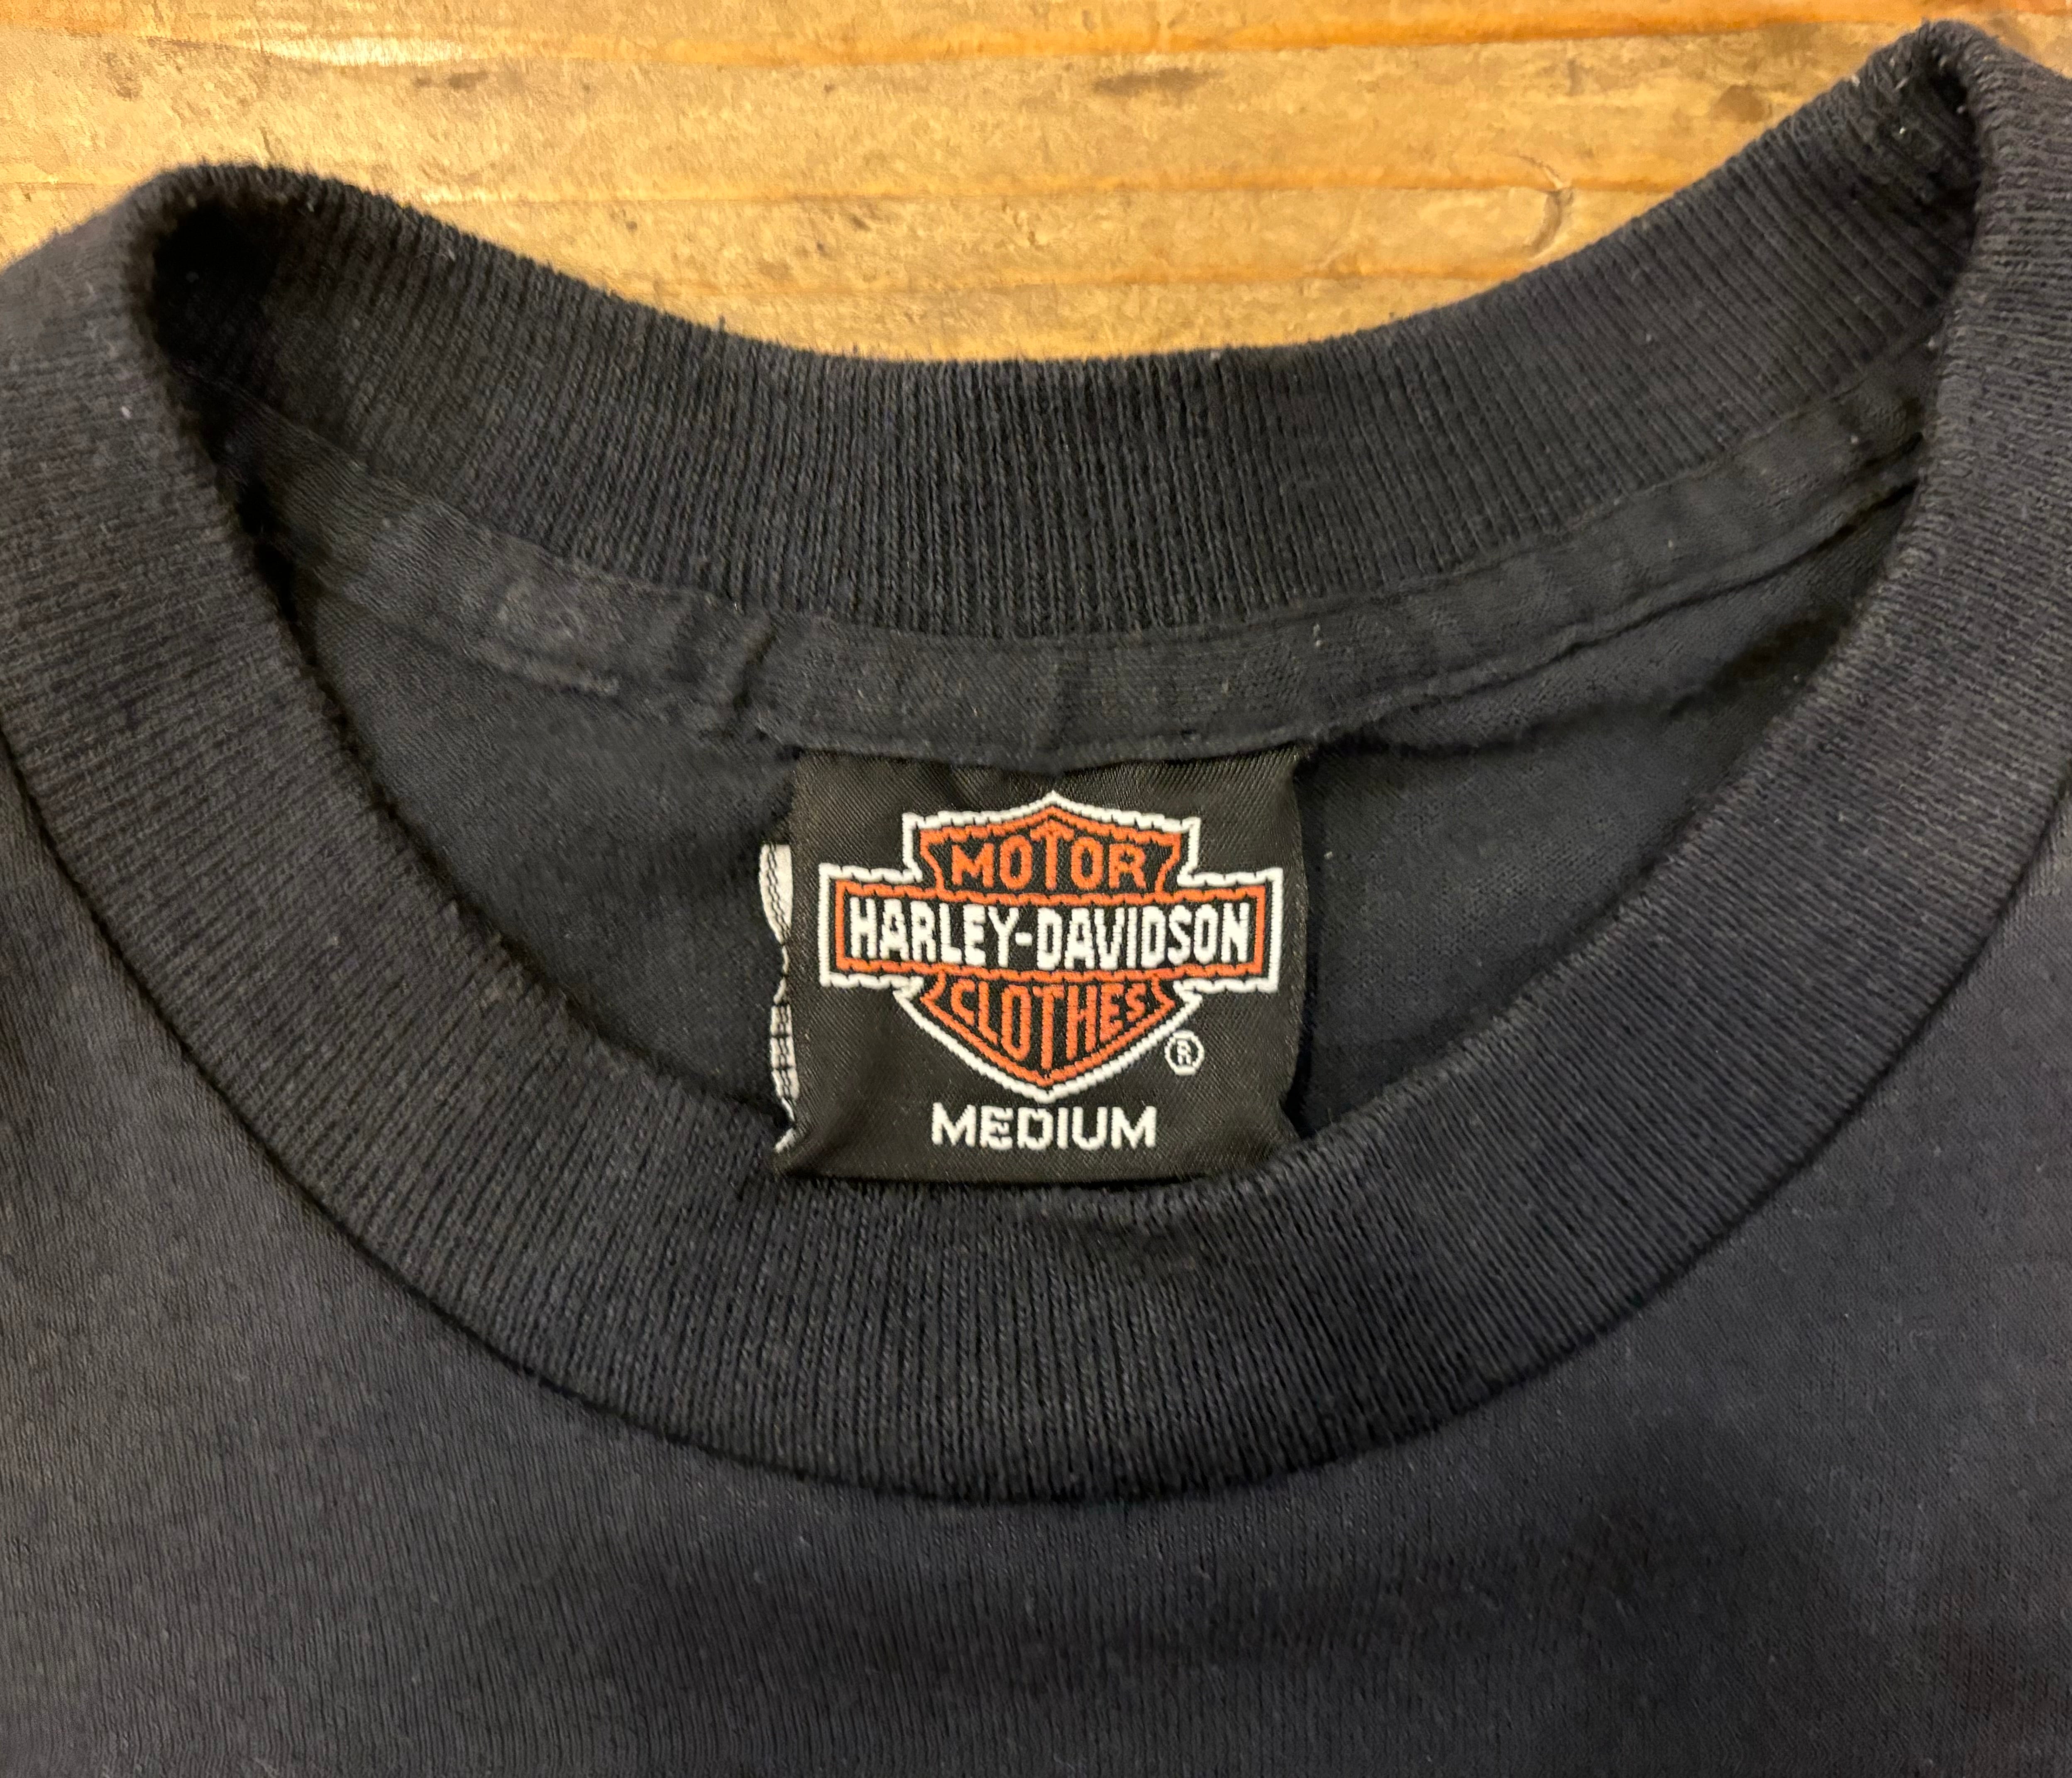 MOTOR
HARLEY-DAVIDSON
CLOTHES
®
MEDIUM